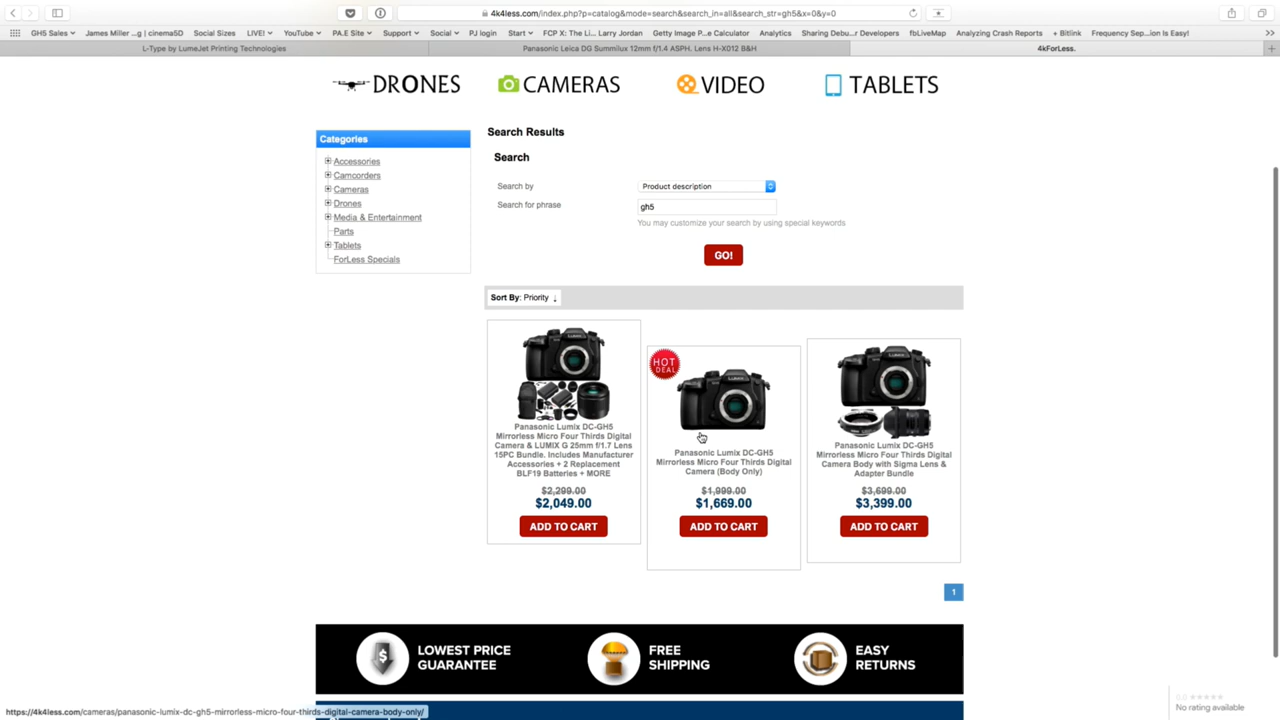 4k4less.com/index.php?p=catalog&mode=search&search_in=all&search_str=gh5&x=0&y=0
GH5 Sales
James Miller ...g | cinema5D
Social Sizes
LIVE!
YouTube
PA.E Site
Support
Social
PJ login
Start
FCP X: The Li... Larry Jordan
Getty Image P...e Calculator
Analytics
Sharing Debu...r Developers
fbLiveMap
Analyzing Crash Reports
+ Bitlink
Frequency Sep...ion Is Easy!
L-Type by LumeJet Printing Technologies
Panasonic Leica DG Summilux 12mm f/1.4 ASPH. Lens H-X012 B&H
4kForLess.
DRONES
CAMERAS
VIDEO
TABLETS
Categories
Accessories
Camcorders
Cameras
Drones
Media & Entertainment
Parts
Tablets
ForLess Specials
Search Results
Search
Search by
Product description
Search for phrase
gh5
You may customize your search by using special keywords
GO!
Sort By: Priority ↓
Panasonic Lumix DC-GH5
Mirrorless Micro Four Thirds Digital
Camera & LUMIX G 25mm f/1.7 Lens
15PC Bundle. Includes Manufacturer
Accessories + 2 Replacement
BLF19 Batteries + MORE
$2,299.00
$2,049.00
ADD TO CART
HOT
DEAL
LUMIX
Panasonic Lumix DC-GH5
Mirrorless Micro Four Thirds Digital
Camera (Body Only)
$1,999.00
$1,669.00
ADD TO CART
Panasonic Lumix DC-GH5
Mirrorless Micro Four Thirds Digital
Camera Body with Sigma Lens &
Adapter Bundle
$3,699.00
$3,399.00
ADD TO CART
1
LOWEST PRICE
GUARANTEE
FREE
SHIPPING
EASY
RETURNS
https://4k4less.com/cameras/panasonic-lumix-dc-gh5-mirrorless-micro-four-thirds-digital-camera-body-only/
0.0
No rating available